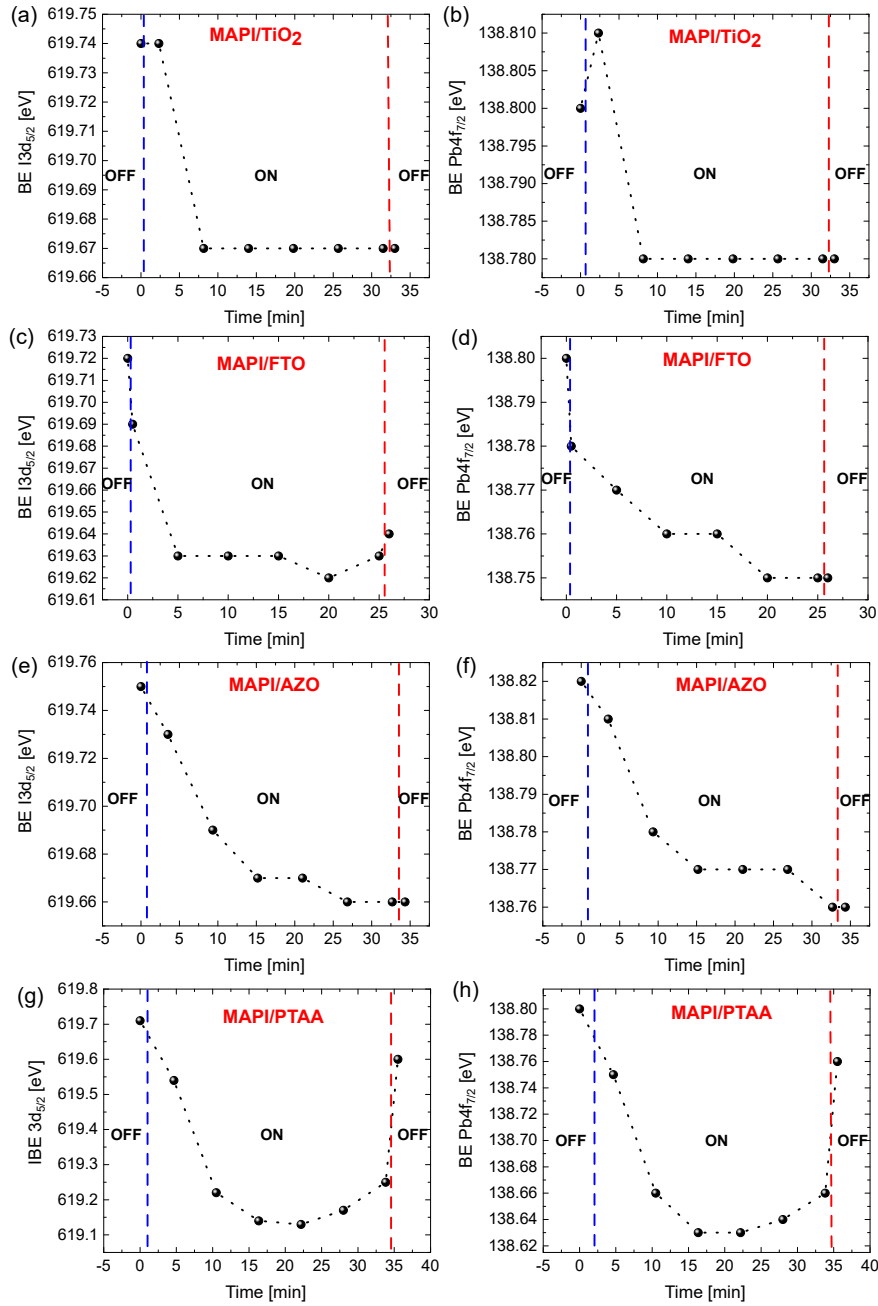 (a)
MAPI/TiO2
BE I3d5/2 [eV]
619.74
619.73
619.72
619.71
619.70
619.69
619.68
619.67
619.66
OFF
ON
OFF
-5 0 5 10 15 20 25 30 35
Time [min]
(b)
MAPI/TiO2
BE Pb4f7/2 [eV]
138.810
138.805
138.800
138.795
138.790
138.785
138.780
OFF
ON
OFF
-5 0 5 10 15 20 25 30 35
Time [min]
(c)
MAPI/FTO
BE I3d5/2 [eV]
619.73
619.72
619.71
619.70
619.69
619.68
619.67
619.66
619.65
619.64
619.63
619.62
619.61
OFF
ON
OFF
-5 0 5 10 15 20 25 30
Time [min]
(d)
MAPI/FTO
BE Pb4f7/2 [eV]
138.80
138.79
138.78
138.77
138.76
138.75
OFF
ON
OFF
-5 0 5 10 15 20 25 30
Time [min]
(e)
MAPI/AZO
BE I3d5/2 [eV]
619.76
619.74
619.72
619.70
619.68
619.66
OFF
ON
OFF
-5 0 5 10 15 20 25 30 35
Time [min]
(f)
MAPI/AZO
BE Pb4f7/2 [eV]
138.82
138.81
138.80
138.79
138.78
138.77
138.76
OFF
ON
OFF
-5 0 5 10 15 20 25 30 35
Time [min]
(g)
MAPI/PTAA
IBE 3d5/2 [eV]
619.8
619.7
619.6
619.5
619.4
619.3
619.2
619.1
OFF
ON
OFF
-5 0 5 10 15 20 25 30 35 40
Time [min]
(h)
MAPI/PTAA
BE Pb4f7/2 [eV]
138.80
138.78
138.76
138.74
138.72
138.70
138.68
138.66
138.64
138.62
OFF
ON
OFF
-5 0 5 10 15 20 25 30 35 40
Time [min]